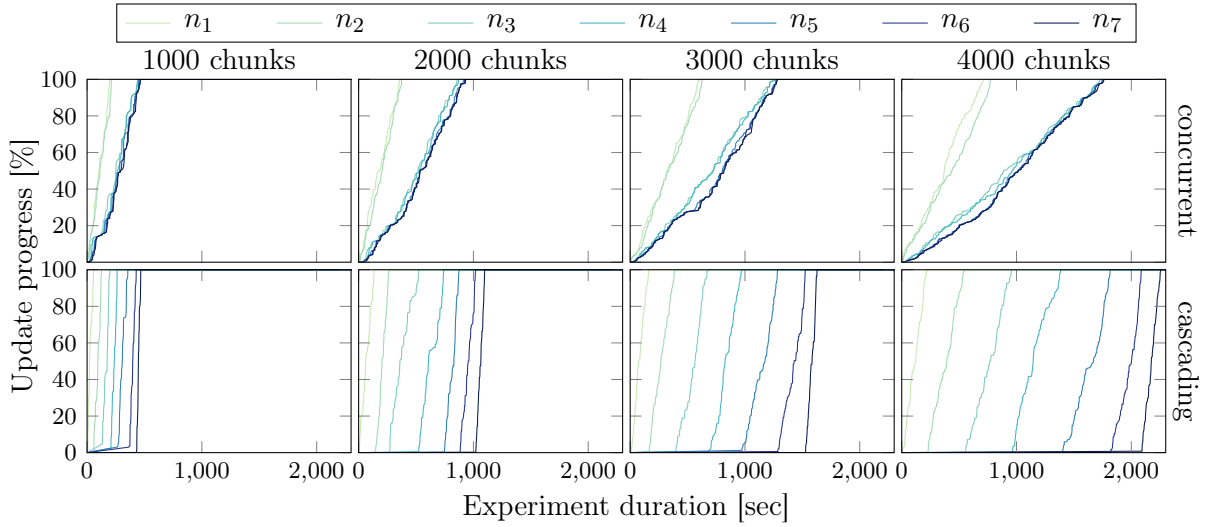 n1 n2 n3 n4 n5 n6 n7
1000 chunks 2000 chunks 3000 chunks 4000 chunks
Update progress [%]
100
80
60
40
20
concurrent
100
80
60
40
20
0
cascading
0 1,000 2,000 0 1,000 2,000 0 1,000 2,000 0 1,000 2,000
Experiment duration [sec]